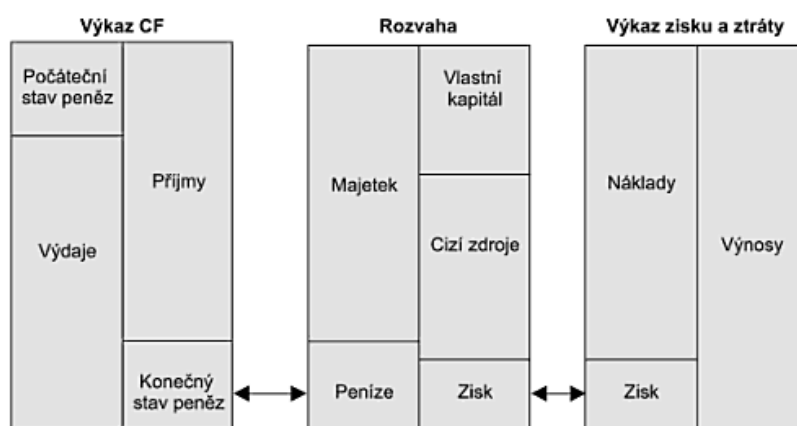 Výkaz CF
Počáteční
stav peněz
Příjmy
Výdaje
Konečný
stav peněz
Rozvaha
Vlastní
kapitál
Majetek
Cizí zdroje
Peníze
Zisk
Výkaz zisku a ztráty
Náklady
Výnosy
Zisk